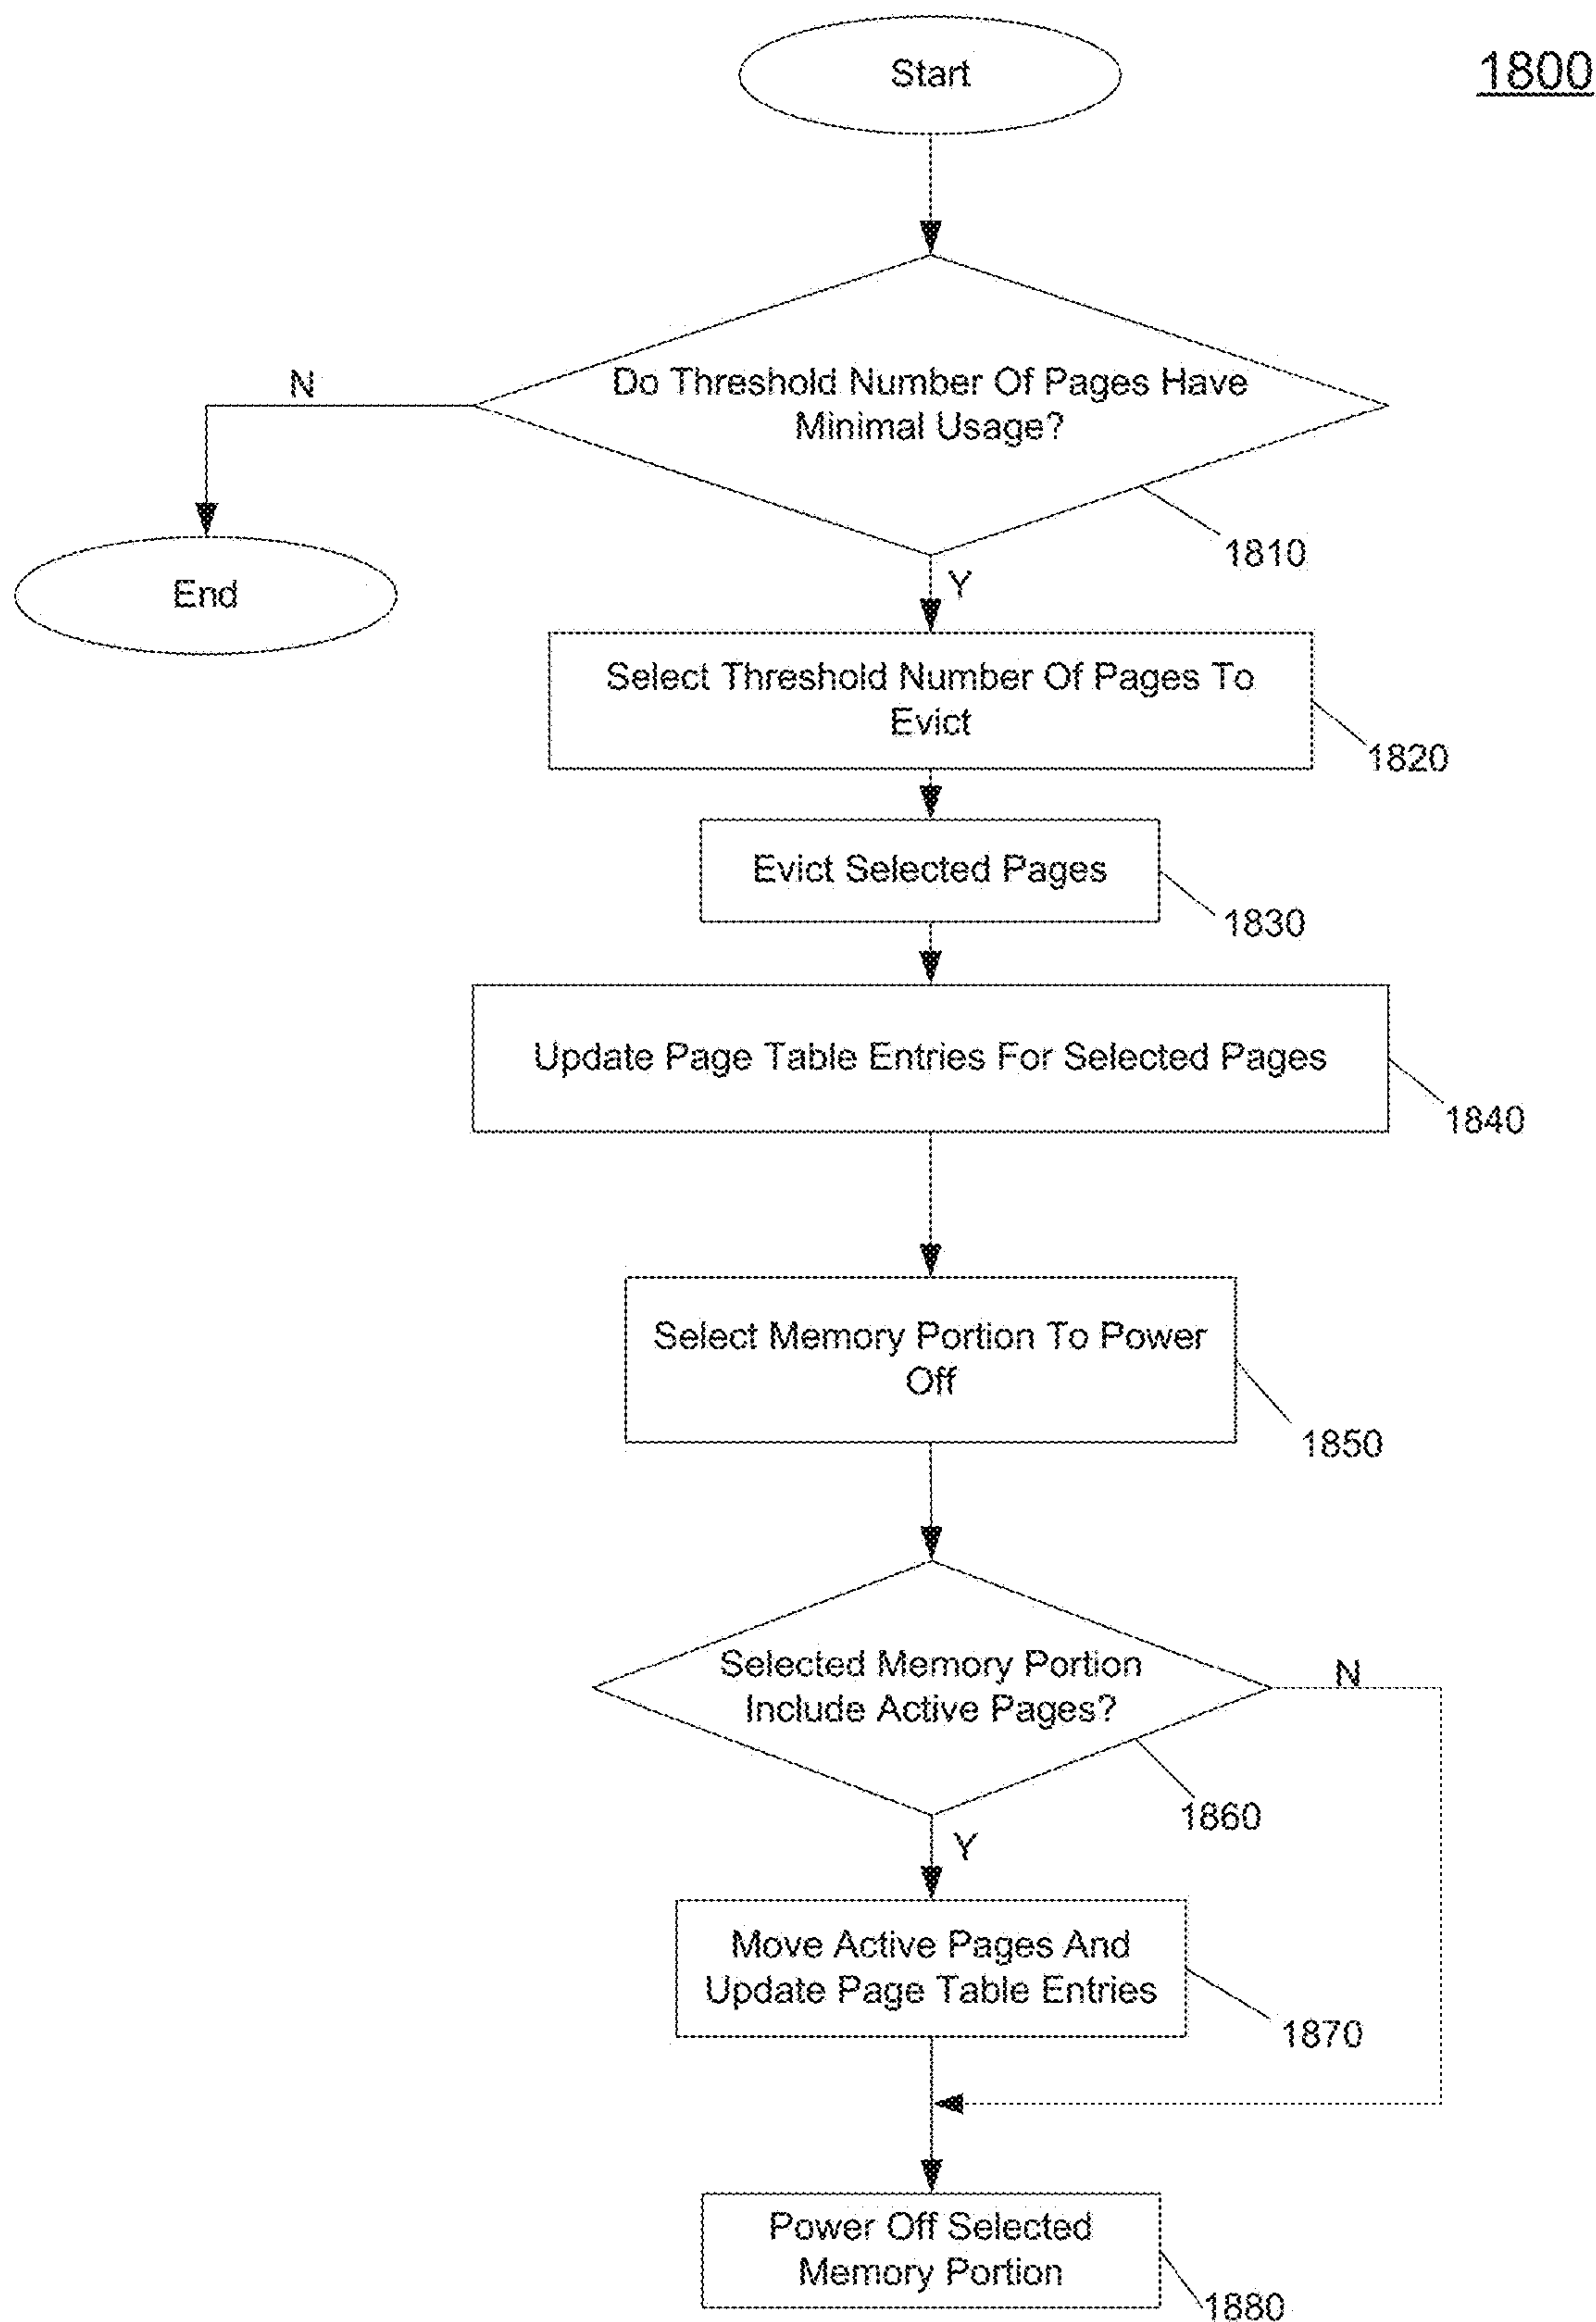 1800
Start
Do Threshold Number Of Pages Have
Minimal Usage?
N
1810
End
Y
Select Threshold Number Of Pages To
Evict
1820
Evict Selected Pages
1830
Update Page Table Entries For Selected Pages
1840
Select Memory Portion To Power
Off
1850
Selected Memory Portion
Include Active Pages?
N
1860
Y
Move Active Pages And
Update Page Table Entries
1870
Power Off Selected
Memory Portion
1880